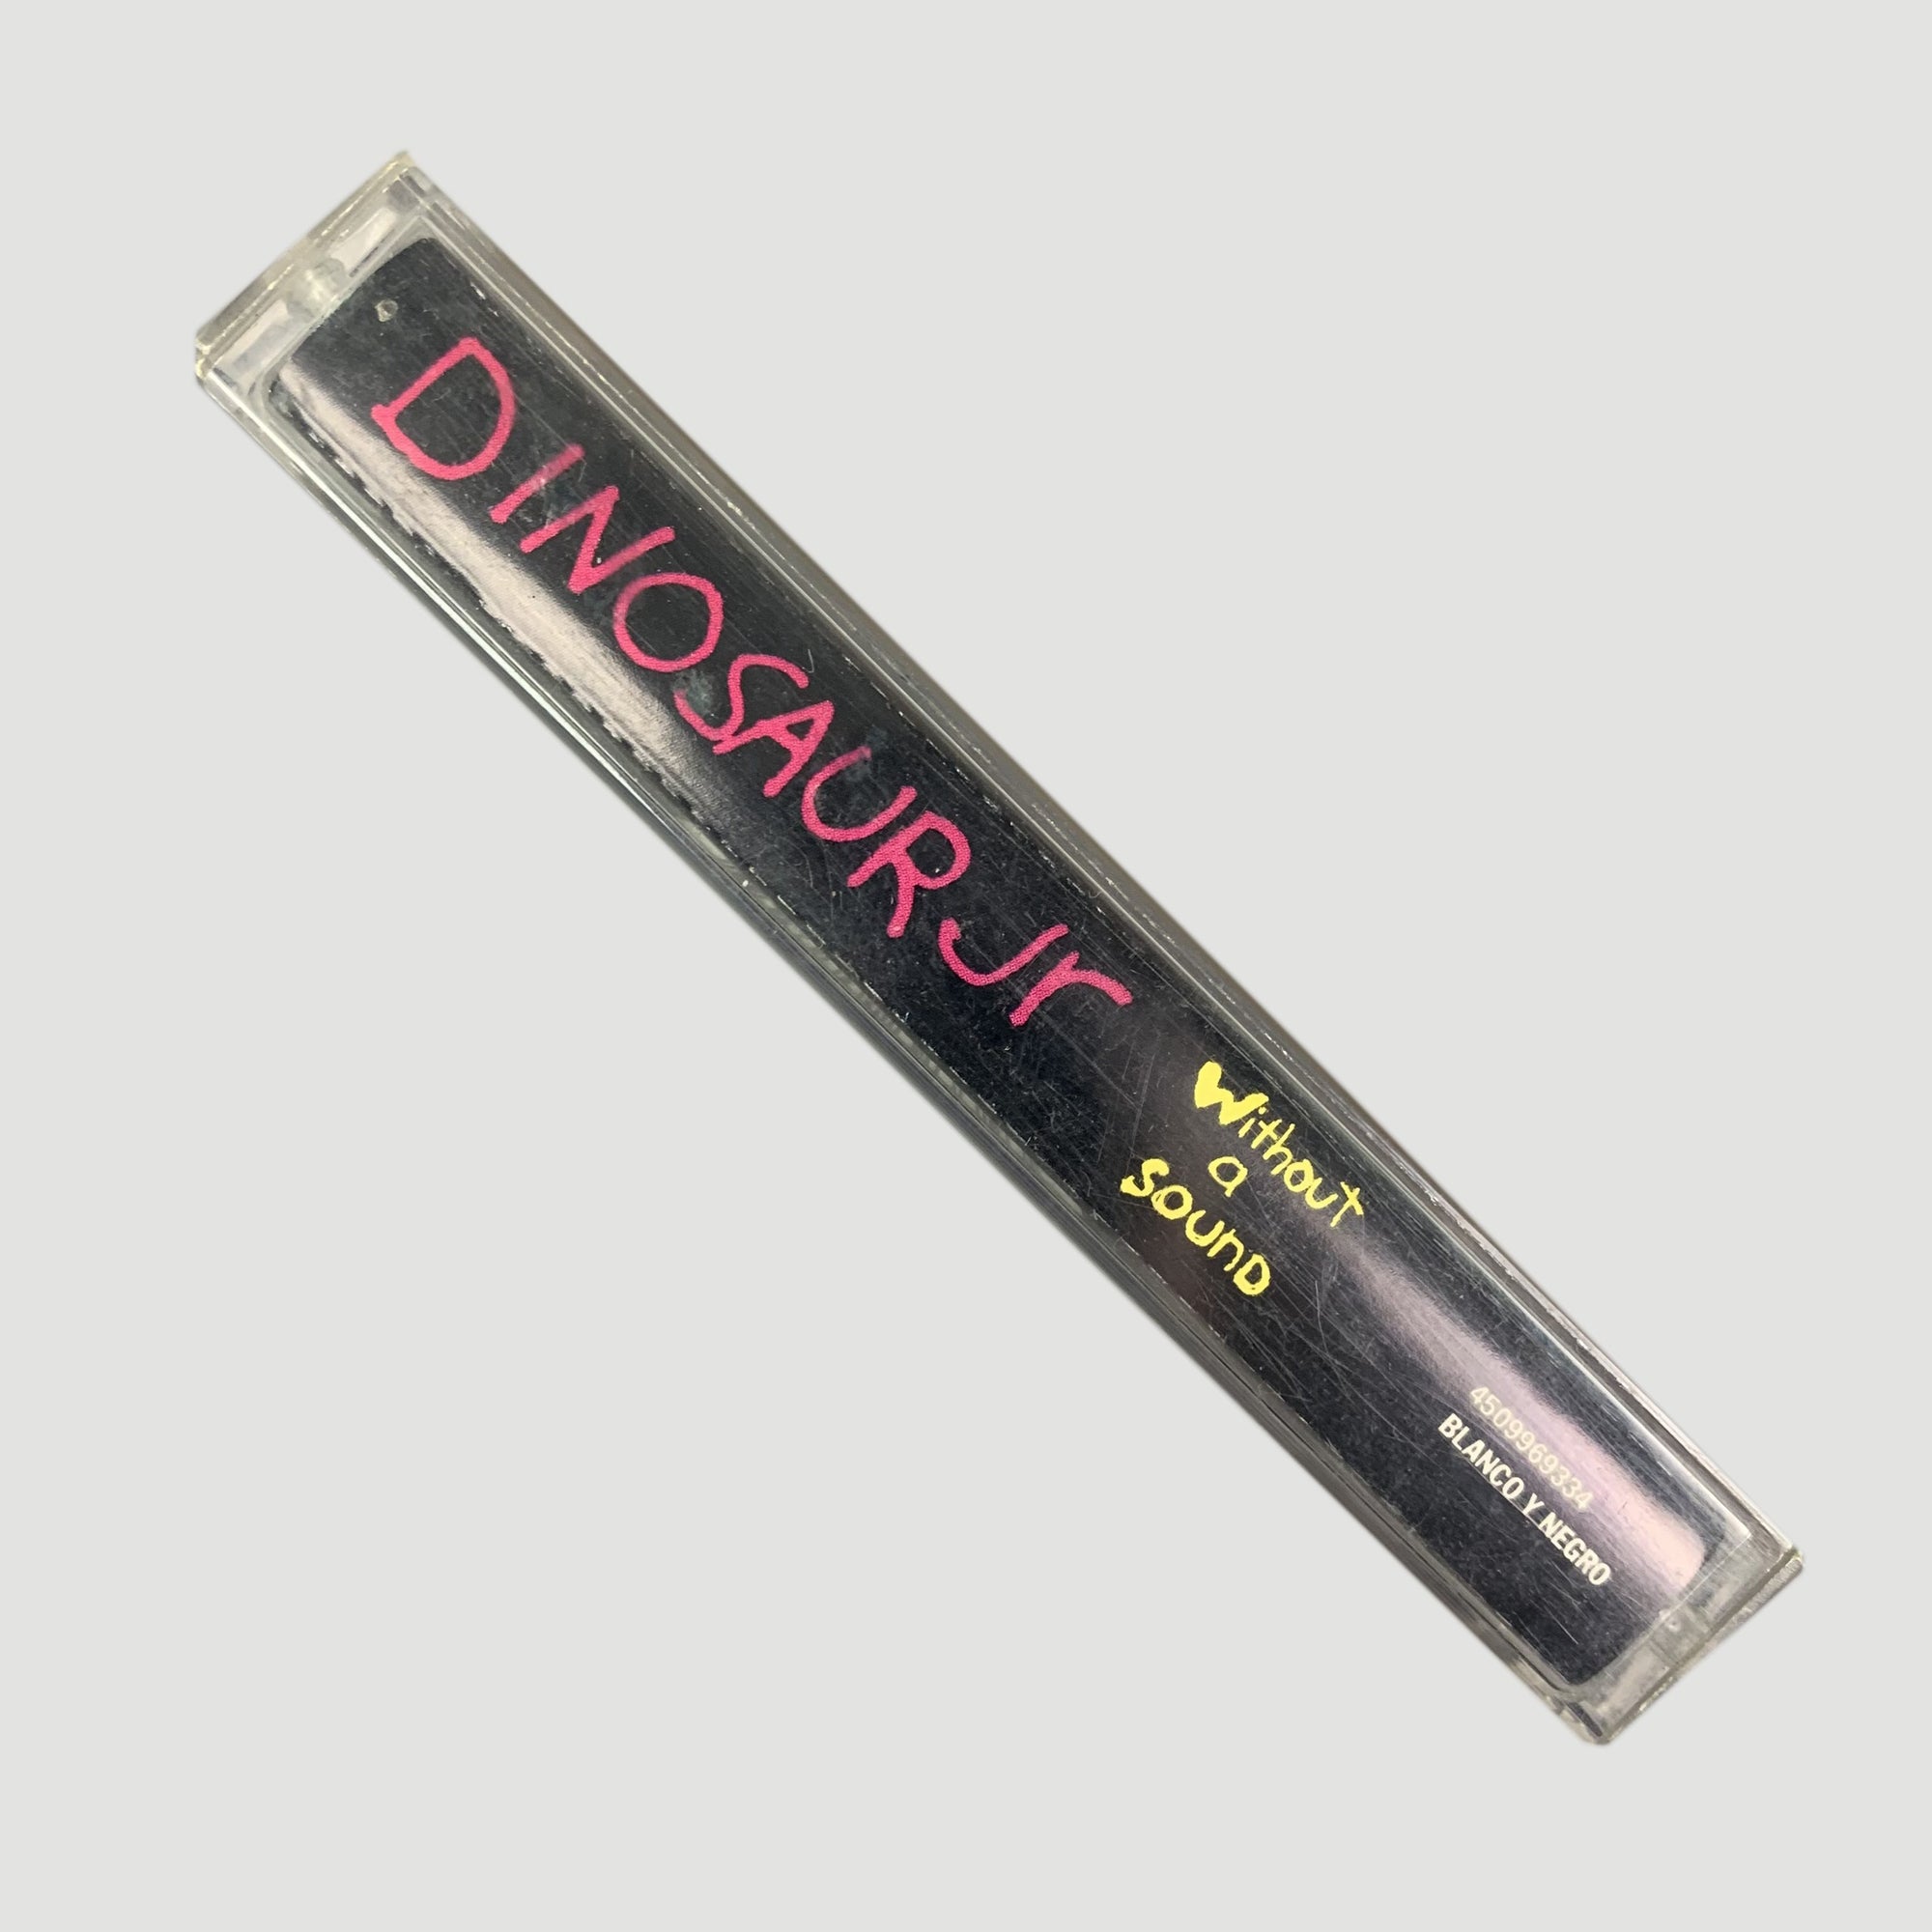 DINOSAUR Jr
Without
a
SOUND
4509969334
BLANCO Y NEGRO